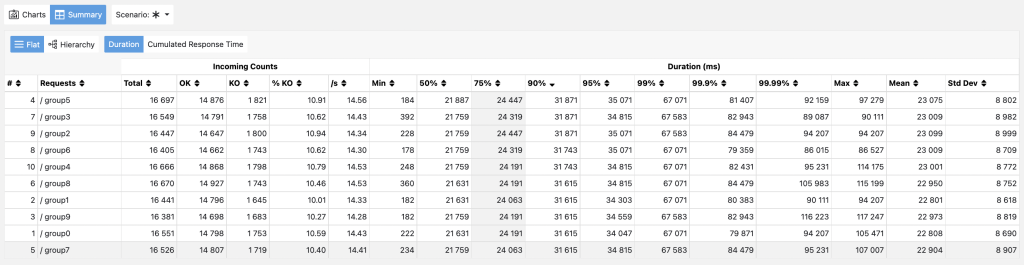 Charts Summary Scenario: ✱
Flat Hierarchy Duration Cumulated Response Time
Incoming Counts Duration (ms)
# Requests Total OK KO % KO /s Min 50% 75% 90% 95% 99% 99.9% 99.99% Max Mean Std Dev
4 / group5 16 697 14 876 1 821 10.91 14.56 184 21 887 24 447 31 871 35 071 67 071 81 407 92 159 97 279 23 075 8 802
7 / group3 16 549 14 791 1 758 10.62 14.43 392 21 759 24 319 31 871 34 815 67 583 82 943 89 087 90 111 23 009 8 982
9 / group2 16 447 14 647 1 800 10.94 14.34 228 21 759 24 447 31 871 35 071 67 583 84 479 94 207 94 207 23 099 8 999
8 / group6 16 405 14 662 1 743 10.62 14.30 178 21 759 24 319 31 743 35 071 67 583 79 359 86 015 86 527 23 009 8 709
10 / group4 16 666 14 868 1 798 10.79 14.53 248 21 759 24 191 31 743 34 815 67 583 82 431 95 231 114 175 23 001 8 772
6 / group8 16 670 14 927 1 743 10.46 14.53 360 21 631 24 191 31 615 34 815 67 071 84 479 105 983 115 199 22 950 8 752
2 / group1 16 441 14 796 1 645 10.01 14.33 182 21 631 24 063 31 615 34 303 67 071 80 383 90 111 94 207 22 801 8 618
3 / group9 16 381 14 698 1 683 10.27 14.28 182 21 759 24 191 31 615 34 559 67 583 82 943 116 223 117 247 22 973 8 819
1 / group0 16 551 14 798 1 753 10.59 14.43 222 21 631 24 191 31 615 34 047 67 071 79 871 94 207 105 471 22 808 8 690
5 / group7 16 526 14 807 1 719 10.40 14.41 234 21 759 24 063 31 615 34 815 67 583 84 479 95 231 107 007 22 904 8 907